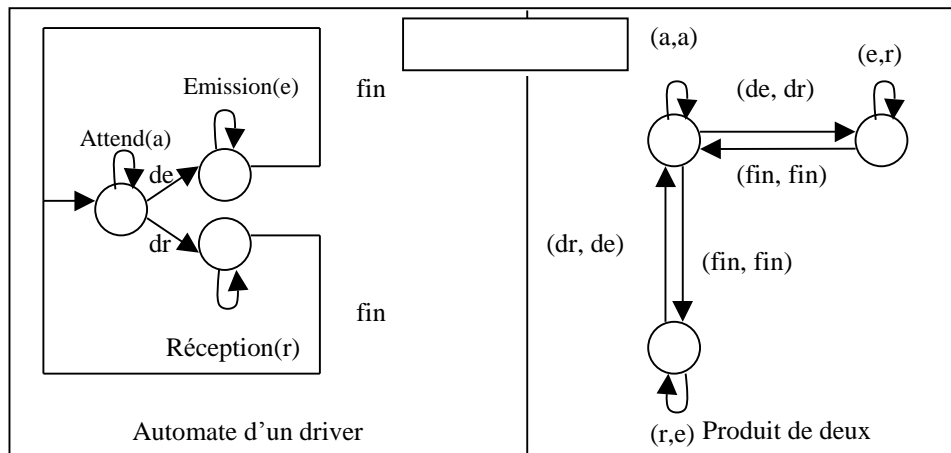 Emission(e)
fin
Attend(a)
de
dr
fin
Réception(r)
Automate d'un driver
(a,a)
(e,r)
(de, dr)
(fin, fin)
(dr, de)
(fin, fin)
(r,e)
Produit de deux